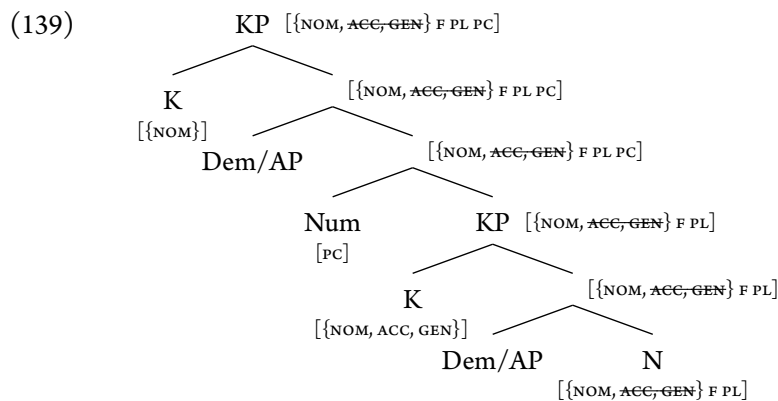 (139) KP [{NOM, ACC, GEN} F PL PC]
K [{NOM, ACC, GEN} F PL PC]
[{NOM}]
Dem/AP [{NOM, ACC, GEN} F PL PC]
Num KP [{NOM, ACC, GEN} F PL]
[PC]
K [{NOM, ACC, GEN} F PL]
[{NOM, ACC, GEN}]
Dem/AP N
[{NOM, ACC, GEN} F PL]